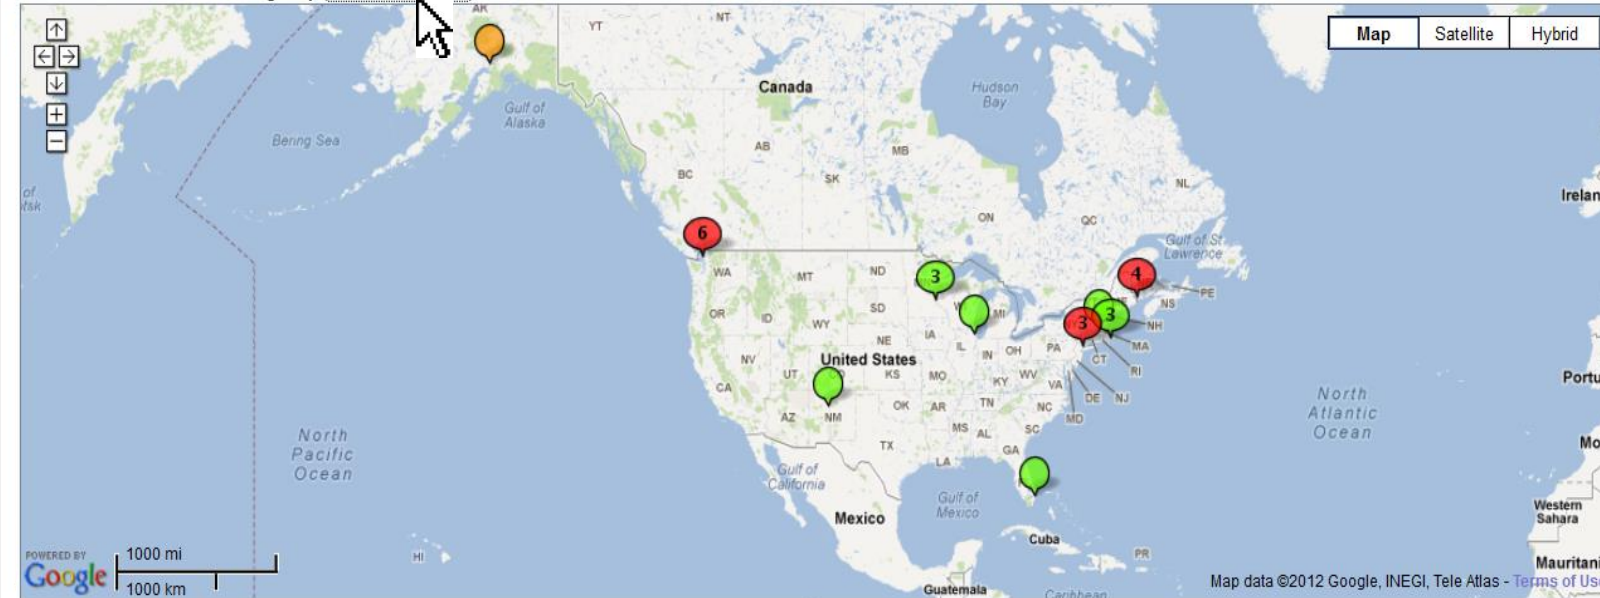 AK
YT
NT
Map
Satellite
Hybrid
Canada
Hudson
Bay
Gulf of
Alaska
Bering Sea
of
AB
MB
BC
SK
NL
Irelan
ON
QC
6
Gulf of St
Lawrence
WA
MT
ND
3
4
PE
NS
OR
ID
SD
MI
3
3
NH
WY
NE
IA
IL
IN
OH
PA
MA
CT
RI
NV
UT
United States
KS
MO
KY
WV
VA
Portu
CA
DE
NJ
AZ
NM
OK
AR
TN
NC
MD
North
Atlantic
Ocean
MS
AL
SC
GA
TX
LA
North
Pacific
Ocean
Mo
Gulf of
California
Gulf of
Mexico
Mexico
Western
Sahara
Cuba
HI
PR
POWERED BY
Google
1000 mi
1000 km
Mauritani
Guatemala
Caribbean
Map data ©2012 Google, INEGI, Tele Atlas - Terms of Us